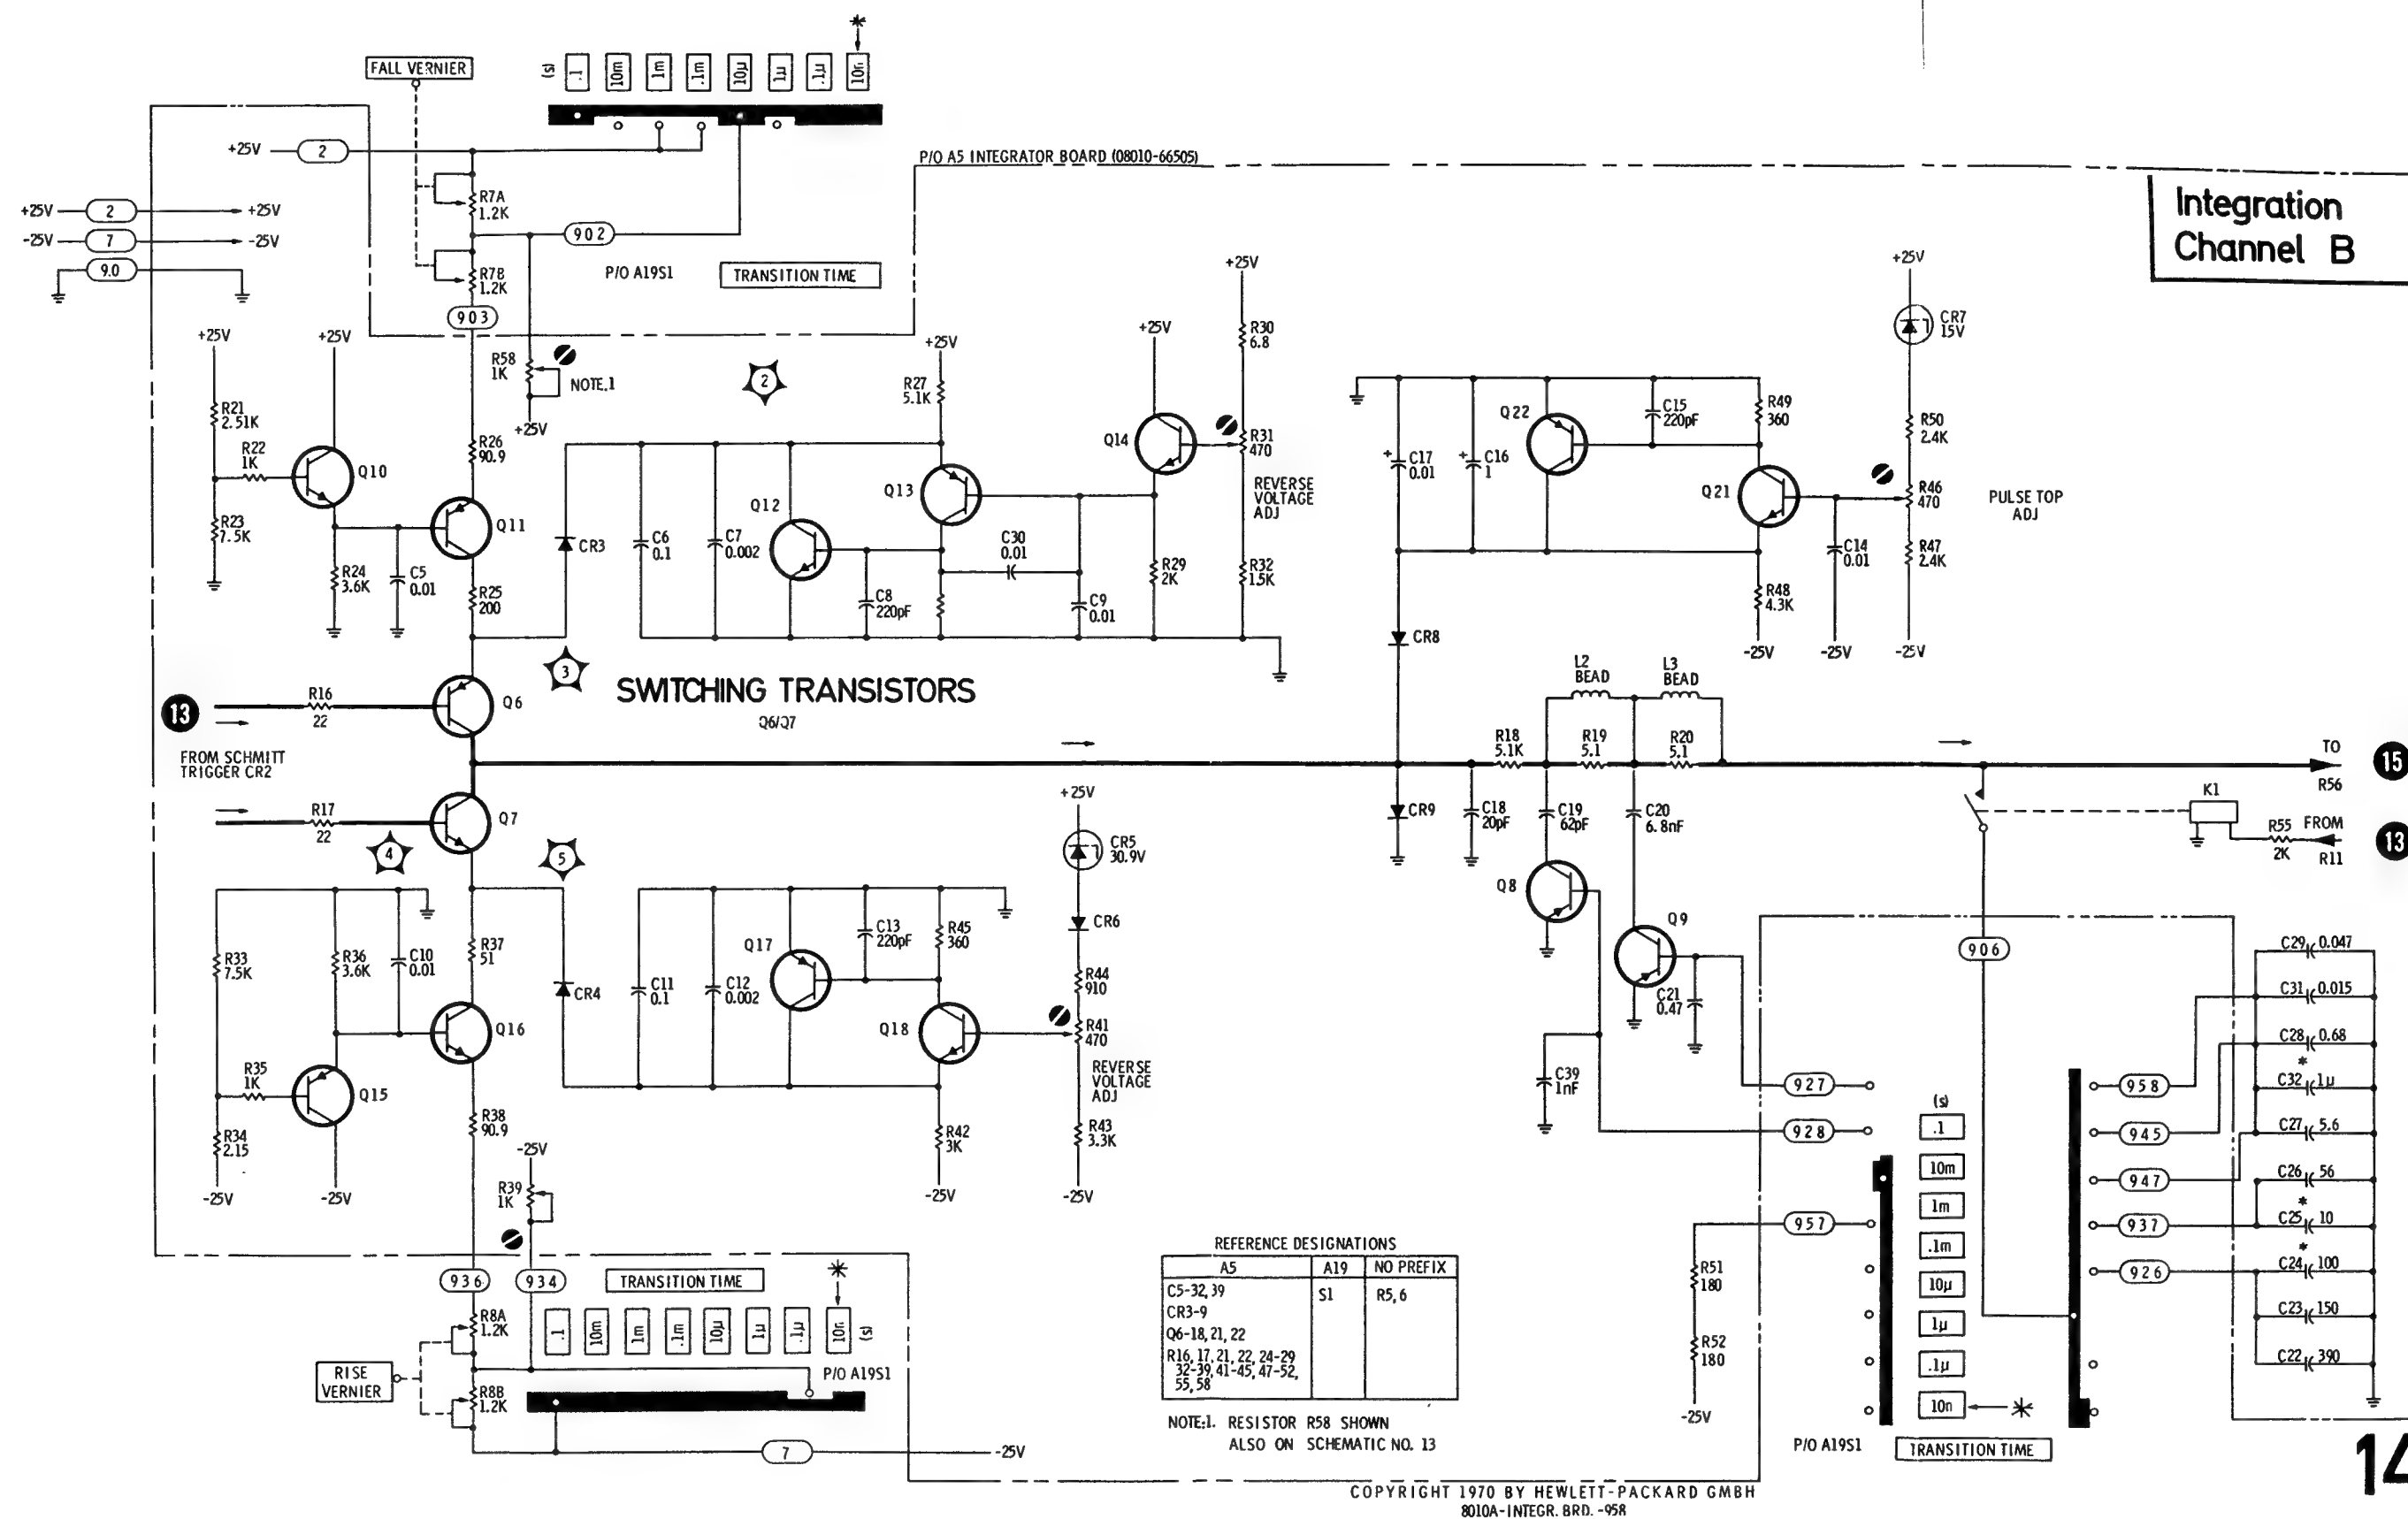 FALL VERNIER
(s)
.1
10m
1m
.1m
10µ
1µ
.1µ
10n
*
+25V
2
+25V
2
+25V
-25V
7
-25V
9.0
R7A
1.2K
R7B
1.2K
902
903
P/O A19S1
TRANSITION TIME
P/O A5 INTEGRATOR BOARD (08010-66505)
Integration
Channel B
+25V
R21
2.51K
R22
1K
R23
7.5K
+25V
Q10
R24
3.6K
C5
0.01
R26
90.9
Q11
R25
200
R58
1K
NOTE.1
+25V
2
CR3
C6
0.1
C7
0.002
Q12
C8
220pF
+25V
R27
5.1K
Q13
C30
0.01
C9
0.01
+25V
Q14
R29
2K
+25V
R30
6.8
R31
470
REVERSE
VOLTAGE
ADJ
R32
1.5K
C17
0.01
+
C16
1
+
Q22
C15
220pF
R49
360
Q21
R48
4.3K
-25V
C14
0.01
-25V
+25V
CR7
15V
R50
2.4K
R46
470
PULSE TOP
ADJ
R47
2.4K
-25V
CR8
3
SWITCHING TRANSISTORS
Q6/Q7
13
R16
22
Q6
FROM SCHMITT
TRIGGER CR2
R17
22
Q7
4
5
L2
BEAD
L3
BEAD
R18
5.1K
R19
5.1
R20
5.1
TO
15
R56
K1
R55
2K
FROM
R11
13
CR9
C18
20pF
C19
62pF
C20
6.8nF
Q8
Q9
C21
0.47
C39
1nF
R33
7.5K
R36
3.6K
C10
0.01
R37
51
R35
1K
Q15
Q16
R34
2.15
-25V
-25V
R38
90.9
CR4
C11
0.1
C12
0.002
Q17
C13
220pF
R45
360
Q18
R42
3K
-25V
+25V
CR5
30.9V
CR6
R44
910
R41
470
REVERSE
VOLTAGE
ADJ
R43
3.3K
-25V
-25V
R39
1K
936
934
TRANSITION TIME
*
R8A
1.2K
R8B
1.2K
RISE
VERNIER
.1
10m
1m
.1m
10µ
1µ
.1µ
10n
(s)
P/O A19S1
7
-25V
REFERENCE DESIGNATIONS
A5
A19
NO PREFIX
C5-32, 39
S1
R5, 6
CR3-9
Q6-18, 21, 22
R16, 17, 21, 22, 24-29
32-39, 41-45, 47-52,
55, 58
NOTE:1. RESISTOR R58 SHOWN
ALSO ON SCHEMATIC NO. 13
927
928
957
R51
180
R52
180
-25V
(s)
.1
10m
1m
.1m
10µ
1µ
.1µ
10n
*
P/O A19S1
TRANSITION TIME
906
958
945
947
937
926
C29 0.047
C31 0.015
C28 0.68
*
C32 1µ
C27 5.6
C26 56
*
C25 10
*
C24 100
C23 150
C22 390
14
COPYRIGHT 1970 BY HEWLETT-PACKARD GMBH
8010A-INTEGR. BRD. -958